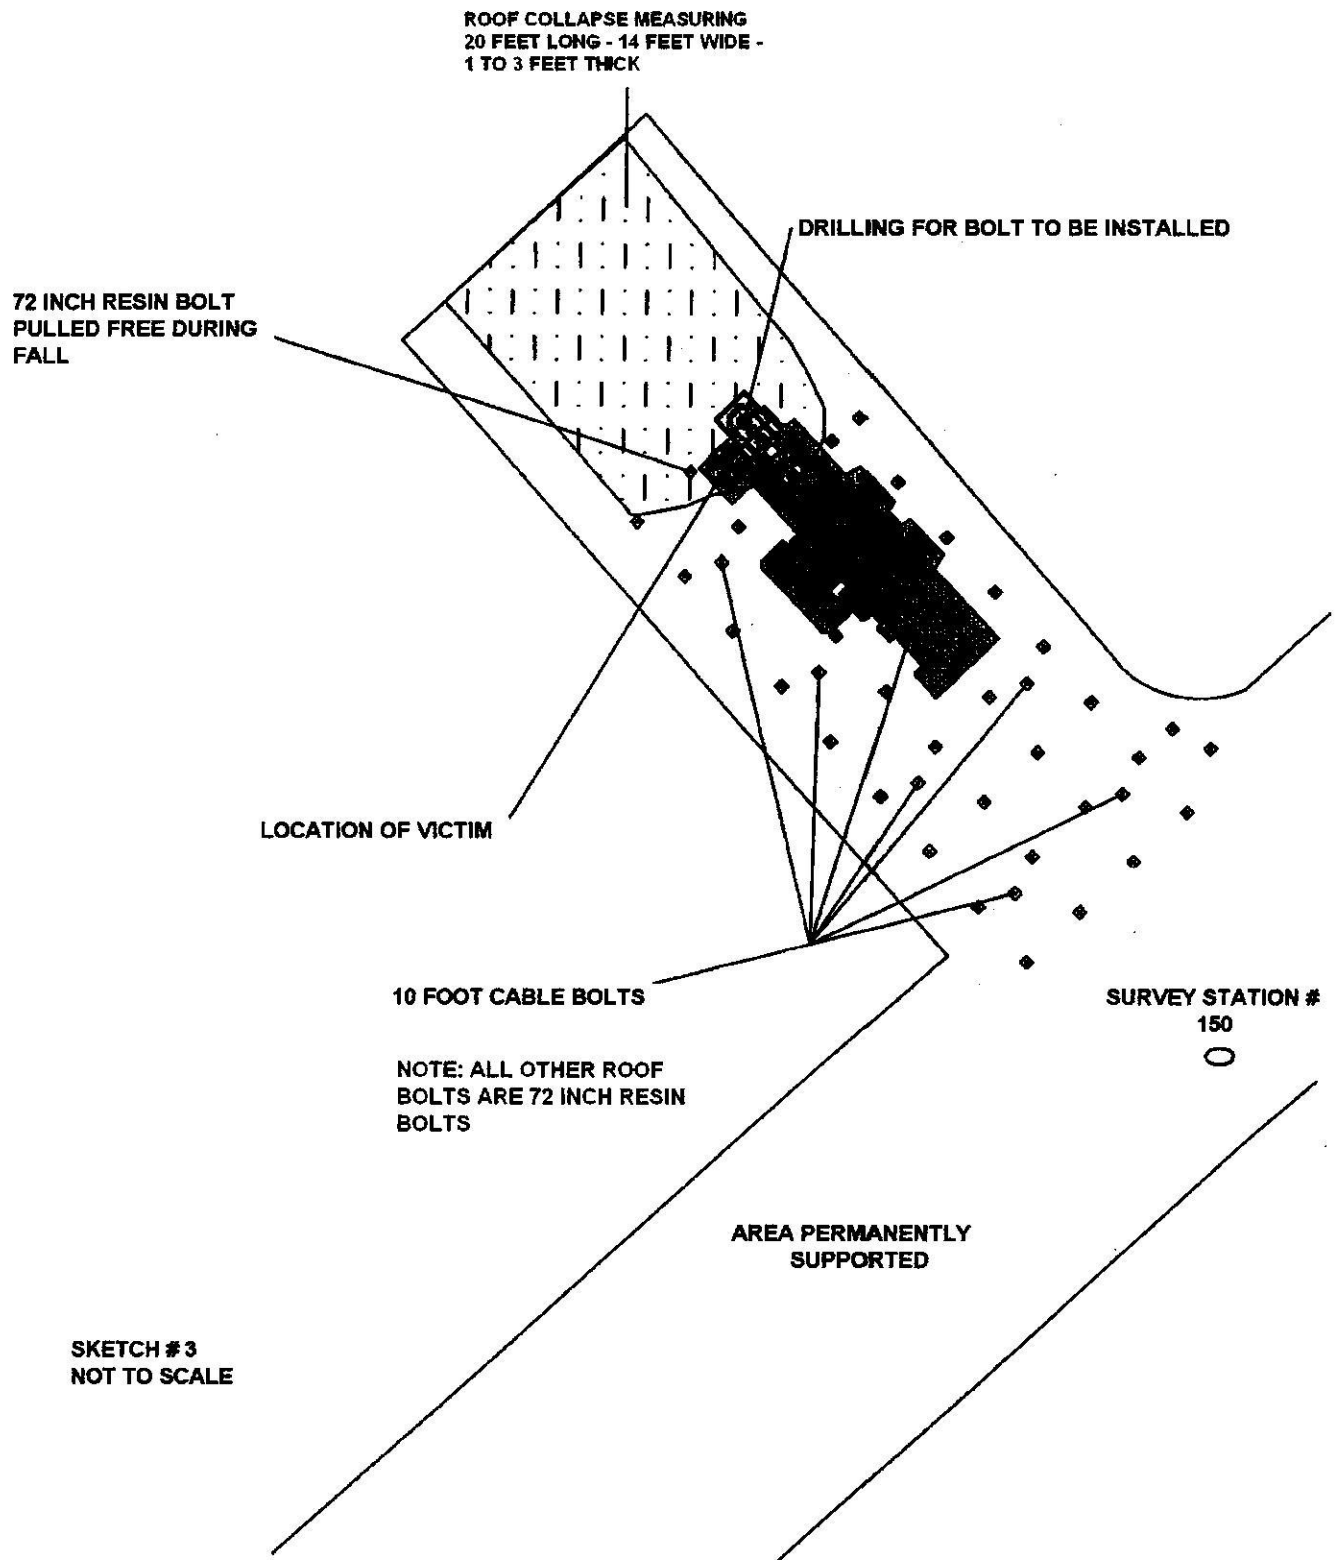 ROOF COLLAPSE MEASURING
20 FEET LONG - 14 FEET WIDE -
1 TO 3 FEET THICK
DRILLING FOR BOLT TO BE INSTALLED
72 INCH RESIN BOLT
PULLED FREE DURING
FALL
LOCATION OF VICTIM
10 FOOT CABLE BOLTS
SURVEY STATION #
150
NOTE: ALL OTHER ROOF
BOLTS ARE 72 INCH RESIN
BOLTS
AREA PERMANENTLY
SUPPORTED
SKETCH # 3
NOT TO SCALE